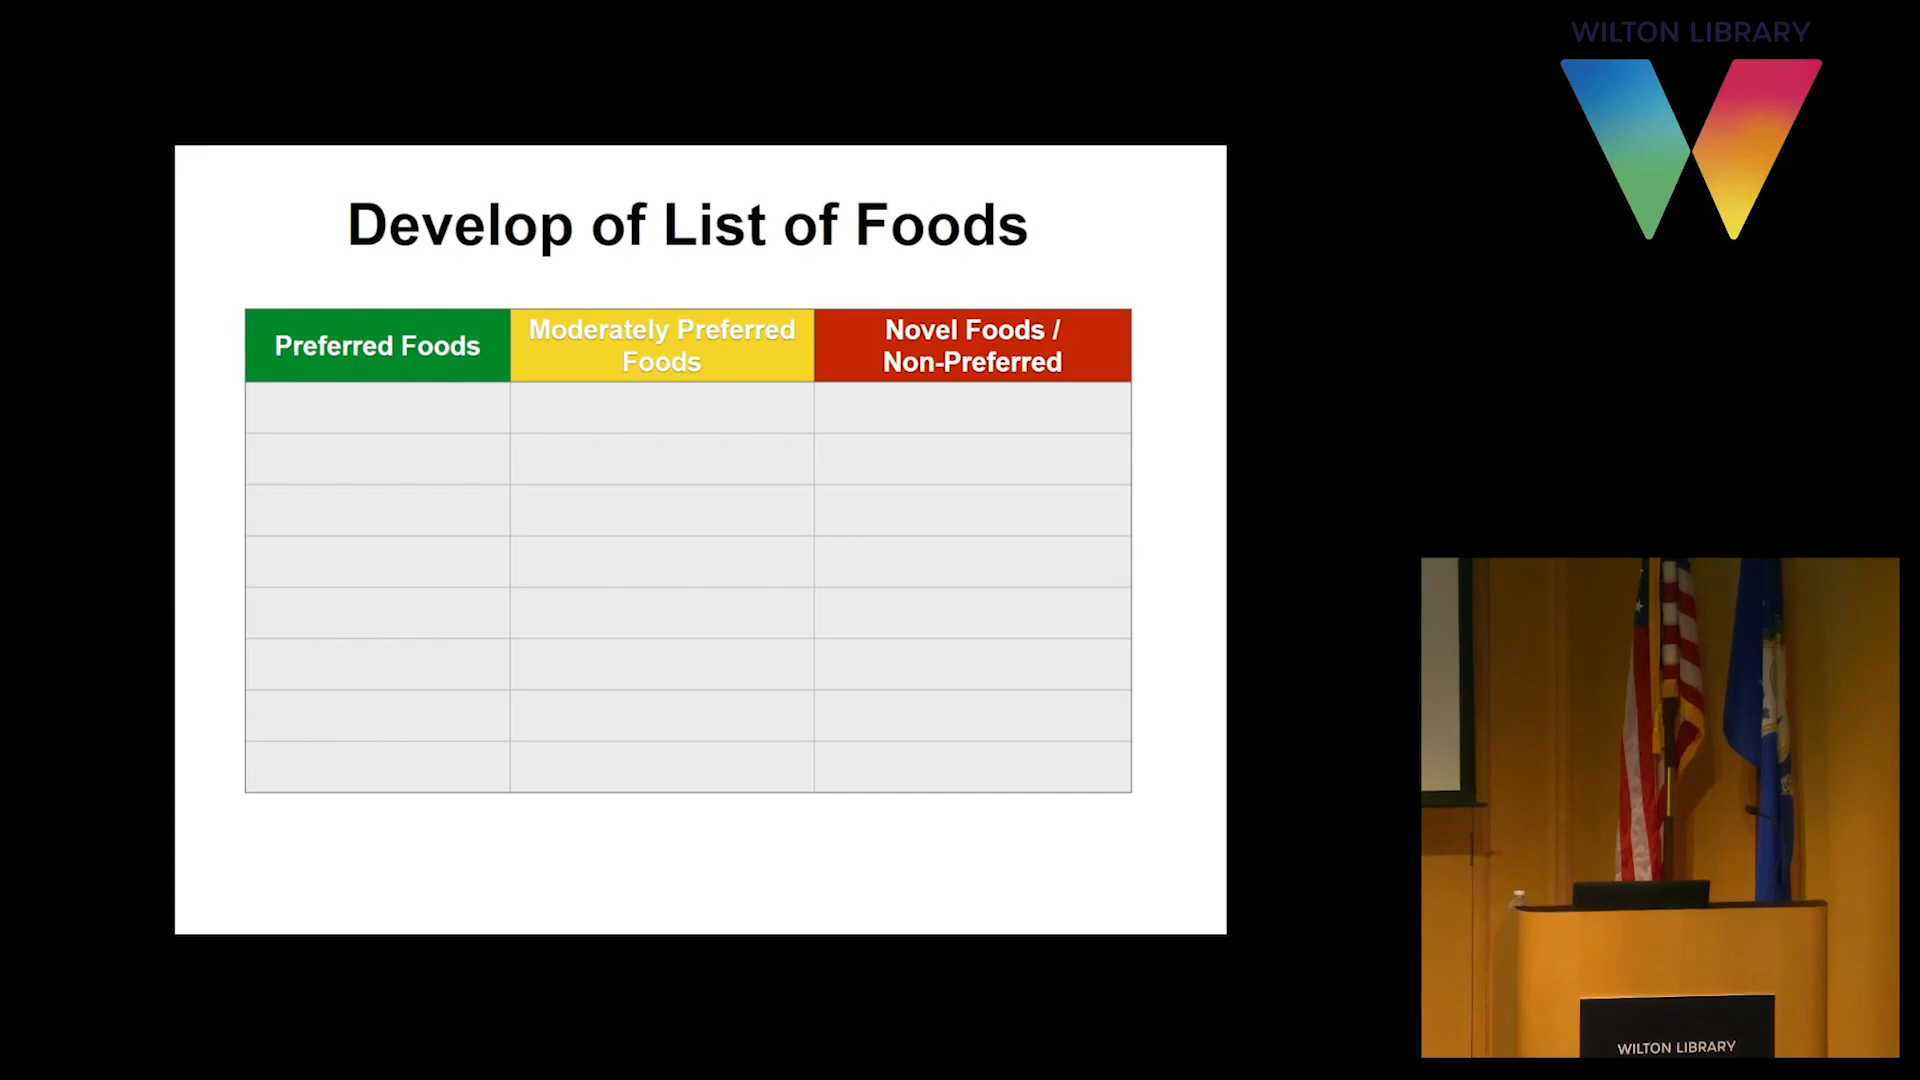 WILTON LIBRARY
Develop of List of Foods
Preferred Foods
Moderately Preferred
Foods
Novel Foods /
Non-Preferred
WILTON LIBRARY